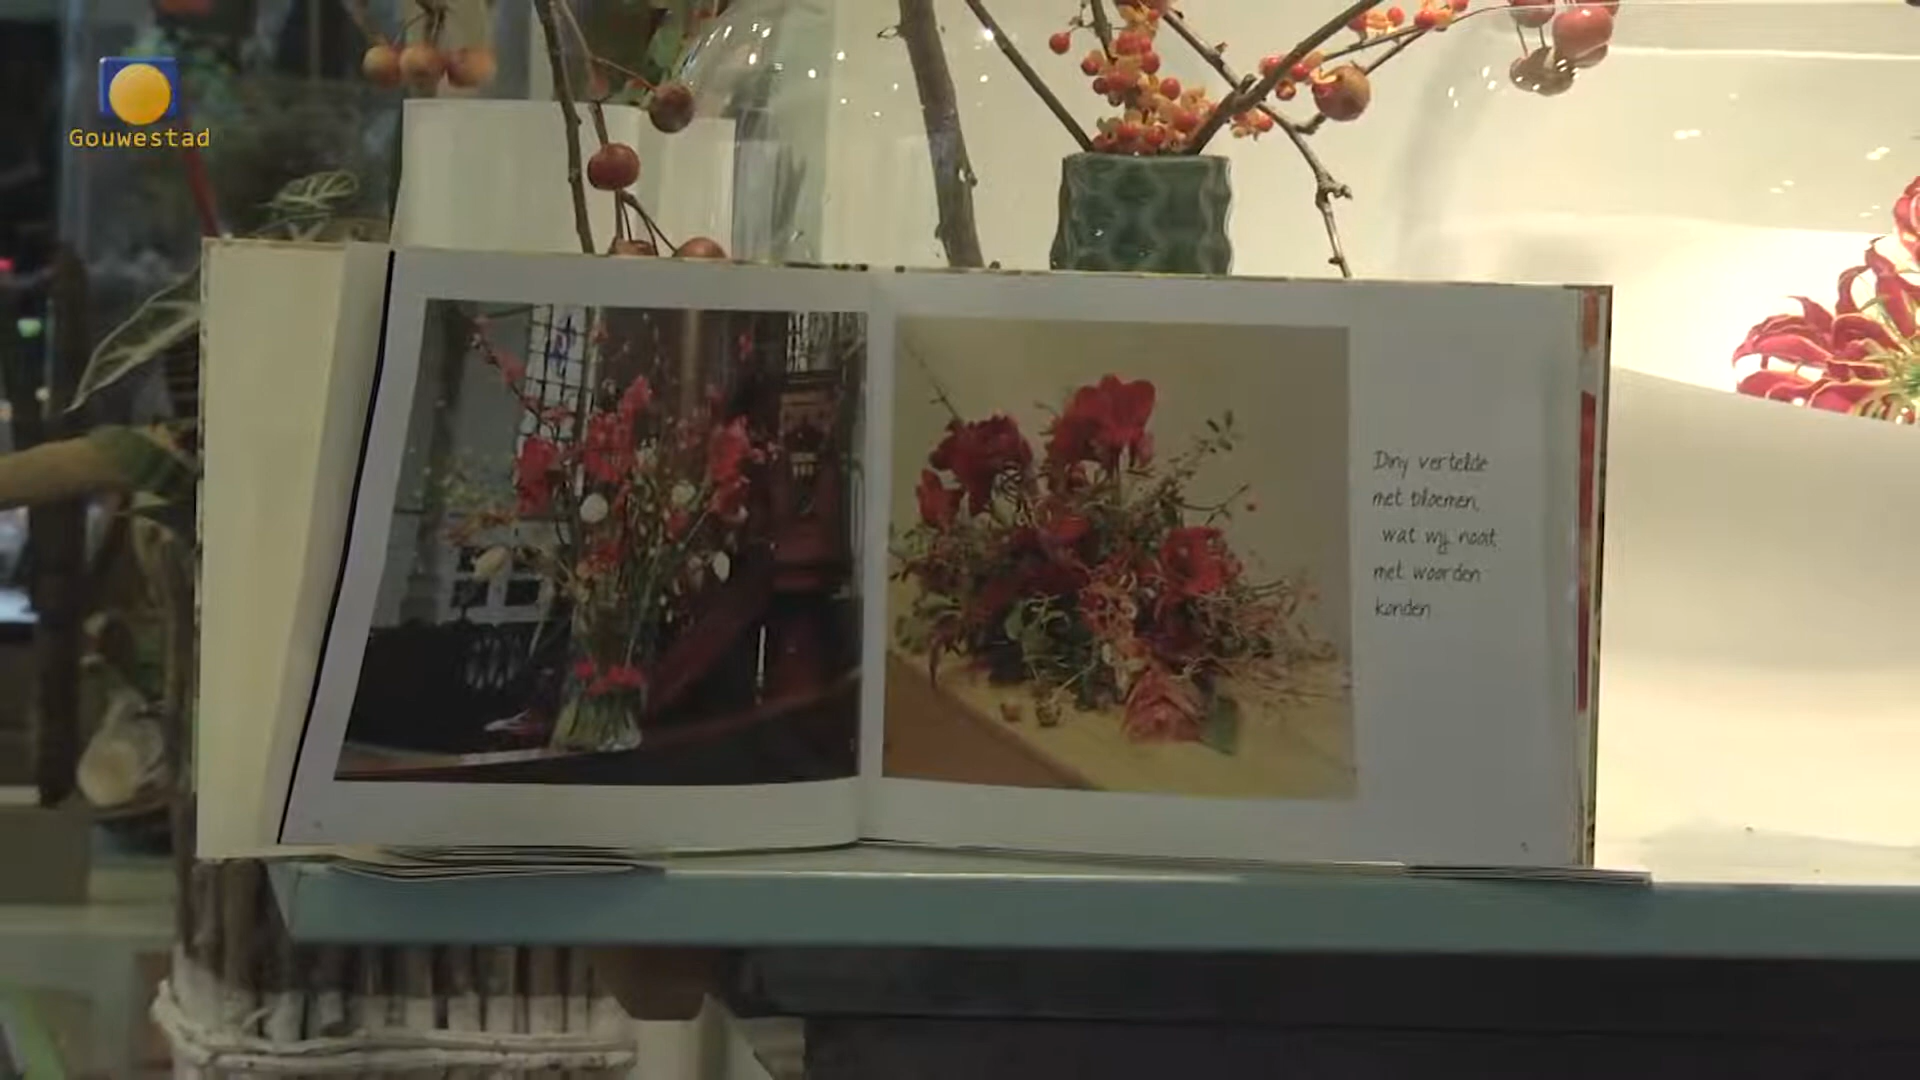 Gouwestad
Diny vertelde
met bloemen,
wat wij nooit
met woorden
konden